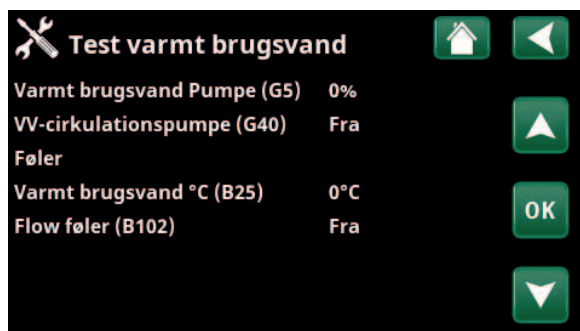 Test varmt brugsvand
Varmt brugsvand Pumpe (G5) 0%
VV-cirkulationspumpe (G40) Fra
Føler
Varmt brugsvand °C (B25) 0°C
OK
Flow føler (B102) Fra